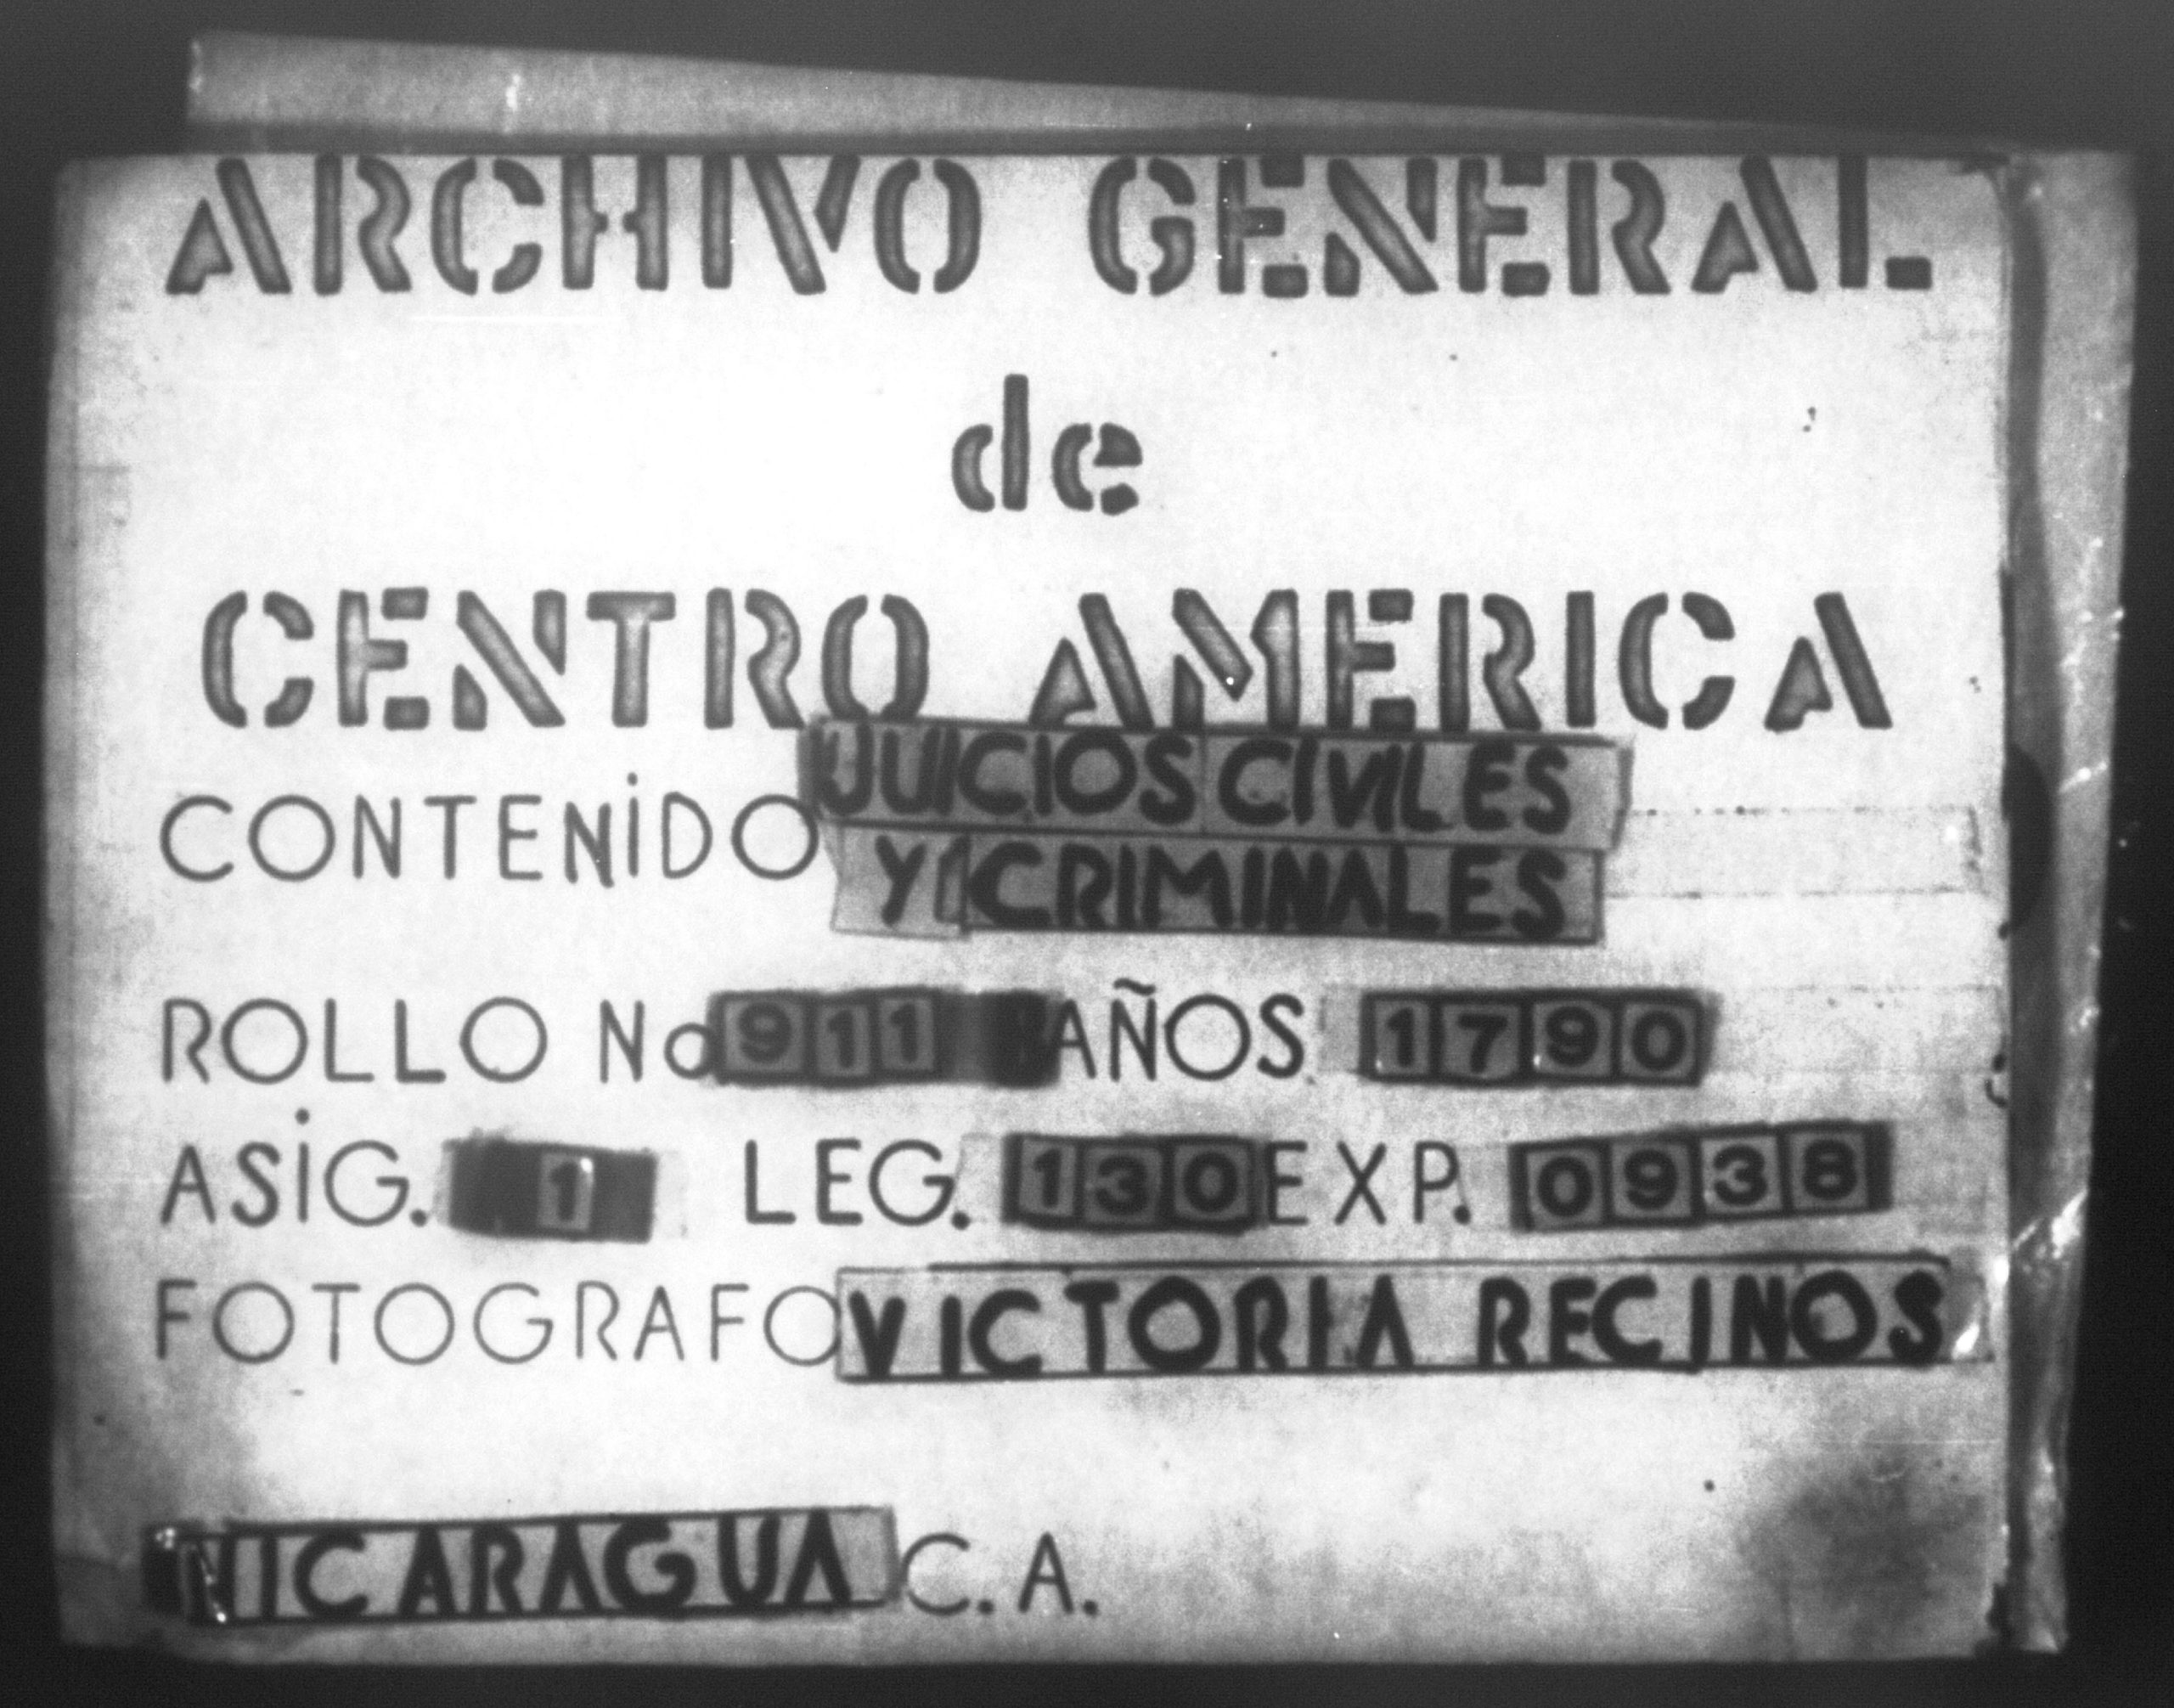 ARCHIVO GENERAL
de
CENTRO AMERICA
CONTENIDO JUICIOS CIVILES
Y CRIMINALES
ROLLO No 911 AÑOS 1790
ASIG. 1 LEG. 130 EXP. 0938
FOTOGRAFO VICTORIA RECINOS
NICARAGUA C.A.